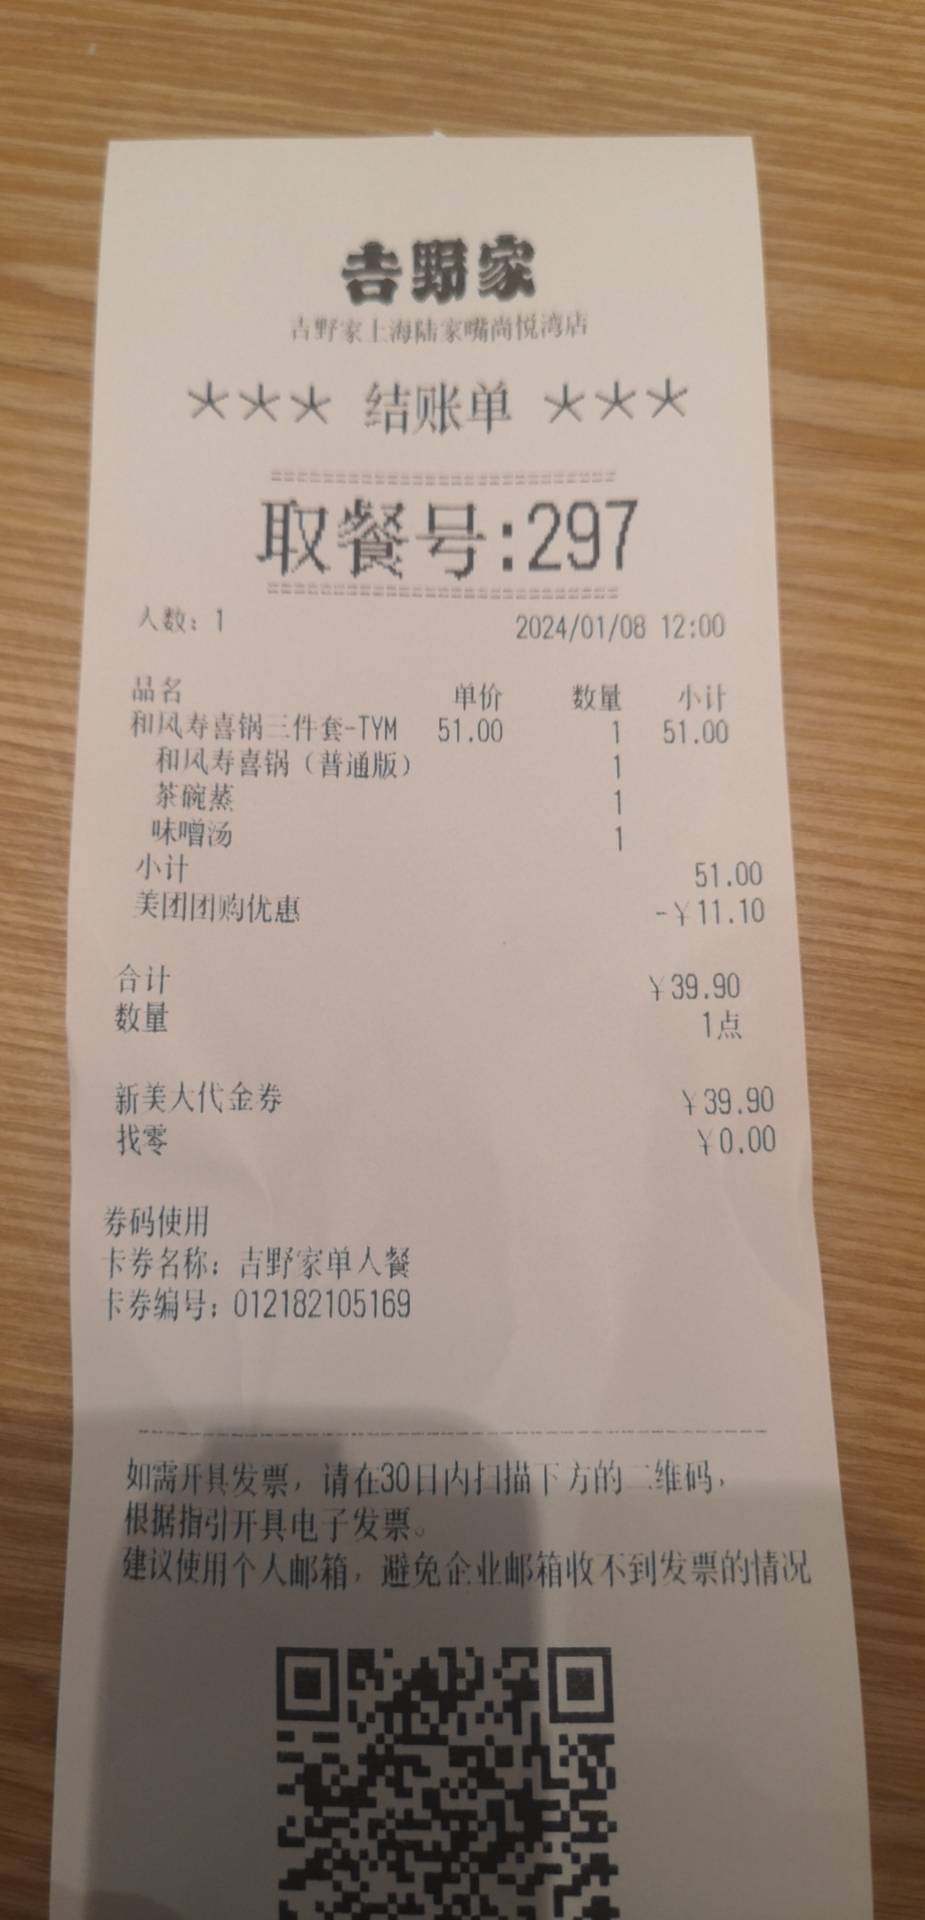 吉野家
吉野家上海陆家嘴尚悦湾店
*** 结账单 ***
==========================
取餐号:297
==========================
人数：1 2024/01/08 12:00
品名 单价 数量 小计
和风寿喜锅三件套-TYM 51.00 1 51.00
和风寿喜锅（普通版） 1
茶碗蒸 1
味噌汤 1
小计 51.00
美团团购优惠 -￥11.10
合计 ￥39.90
数量 1点
新美大代金券 ￥39.90
找零 ￥0.00
券码使用
卡券名称：吉野家单人餐
卡券编号：012182105169
如需开具发票，请在30日内扫描下方的二维码，
根据指引开具电子发票。
建议使用个人邮箱，避免企业邮箱收不到发票的情况